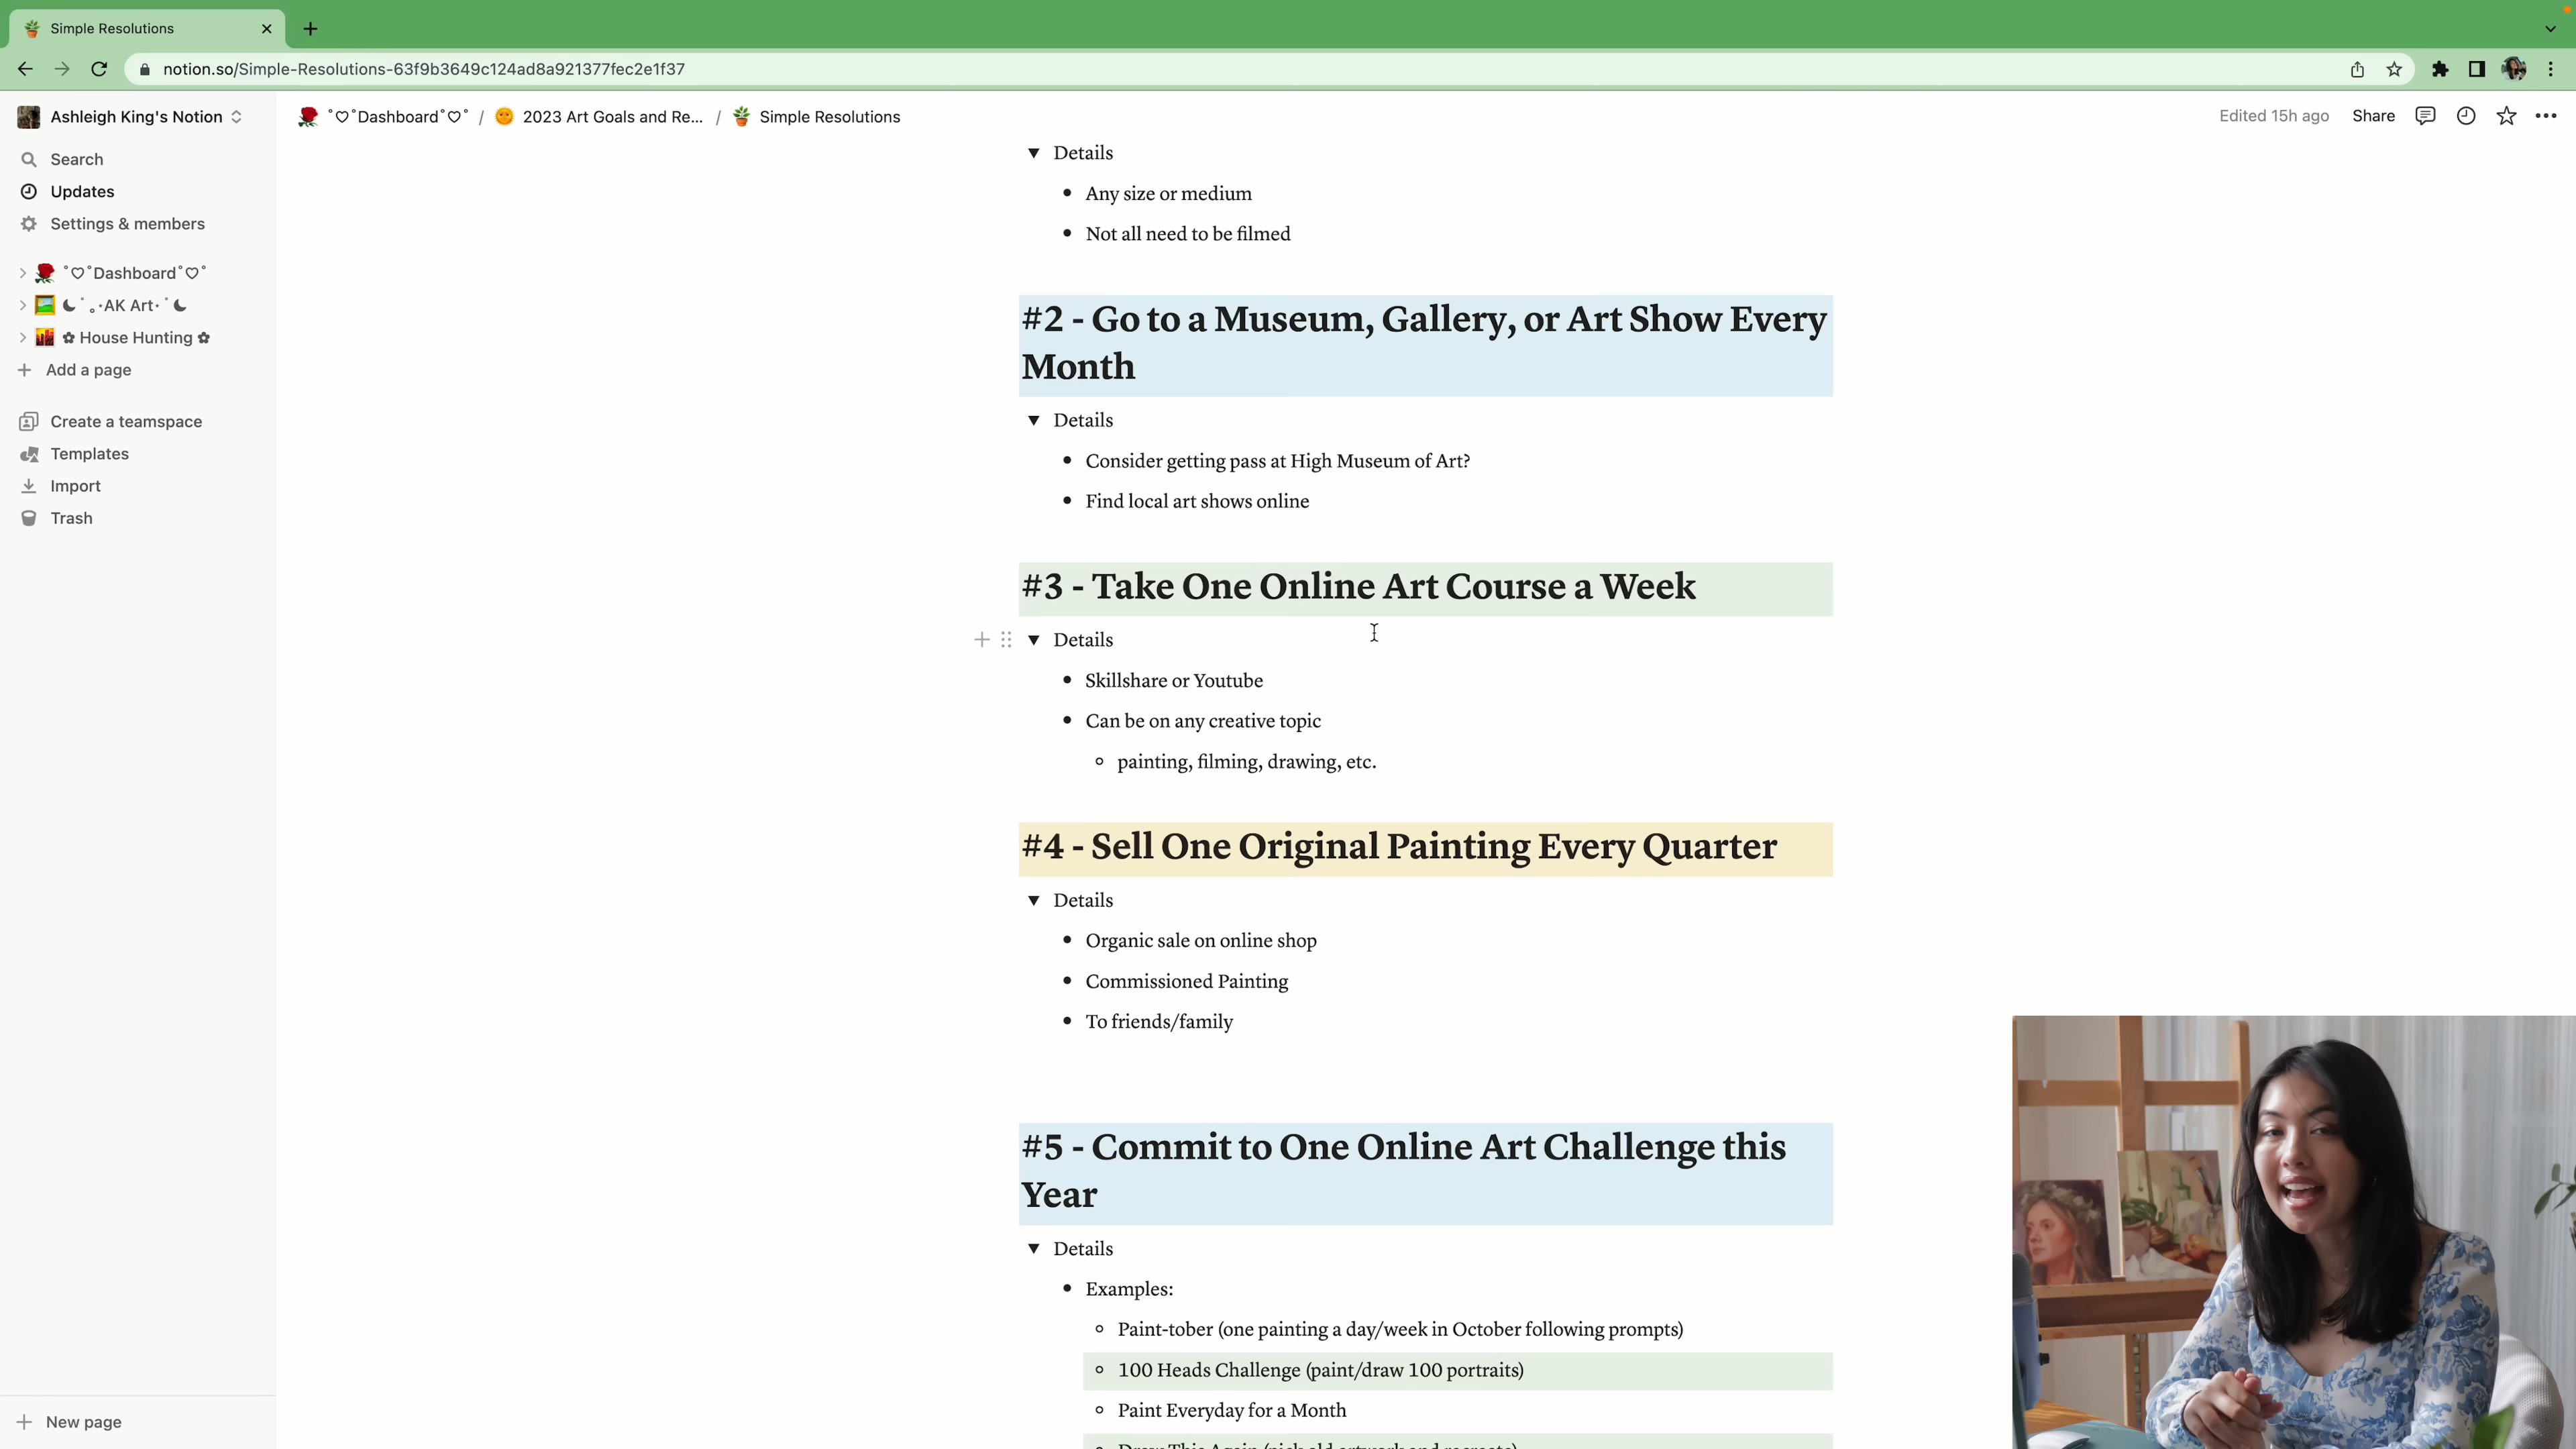 Simple Resolutions
notion.so/Simple-Resolutions-63f9b3649c124ad8a921377fec2e1f37
Ashleigh King's Notion
˚♡˚Dashboard˚♡˚ / 2023 Art Goals and Re... / Simple Resolutions
Edited 15h ago
Share
Search
Updates
Settings & members
˚♡˚Dashboard˚♡˚
☾˚｡･AK Art･˚☾
✿ House Hunting ✿
Add a page
Create a teamspace
Templates
Import
Trash
New page
Details
Any size or medium
Not all need to be filmed
#2 - Go to a Museum, Gallery, or Art Show Every
Month
Details
Consider getting pass at High Museum of Art?
Find local art shows online
#3 - Take One Online Art Course a Week
Details
Skillshare or Youtube
Can be on any creative topic
painting, filming, drawing, etc.
#4 - Sell One Original Painting Every Quarter
Details
Organic sale on online shop
Commissioned Painting
To friends/family
#5 - Commit to One Online Art Challenge this
Year
Details
Examples:
Paint-tober (one painting a day/week in October following prompts)
100 Heads Challenge (paint/draw 100 portraits)
Paint Everyday for a Month